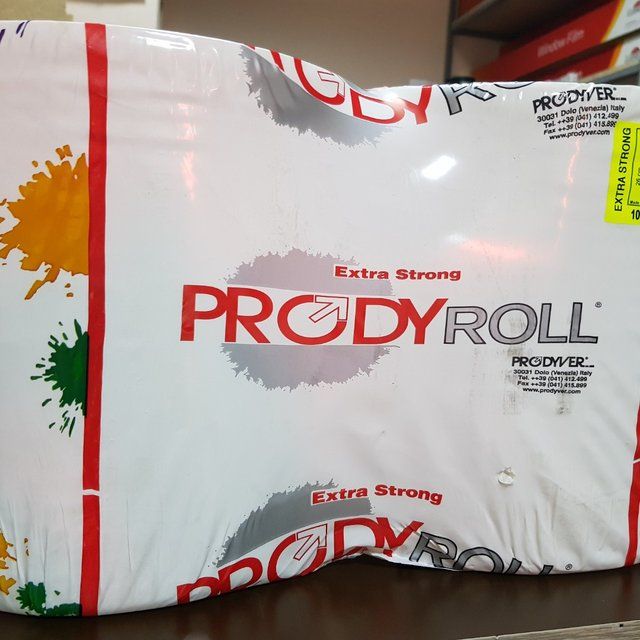 Window Film
PRODYROLL
PRODYVER
30031 Dolo (Venezia) Italy
Tel. ++39 (041) 412.499
Fax ++39 (041) 415.899
www.prodyver.com
EXTRA STRONG
Extra Strong
PRODYROLL®
PRODYVER
30031 Dolo (Venezia) Italy
Tel. ++39 (041) 412.499
Fax ++39 (041) 415.899
www.prodyver.com
Extra Strong
PRODYROLL